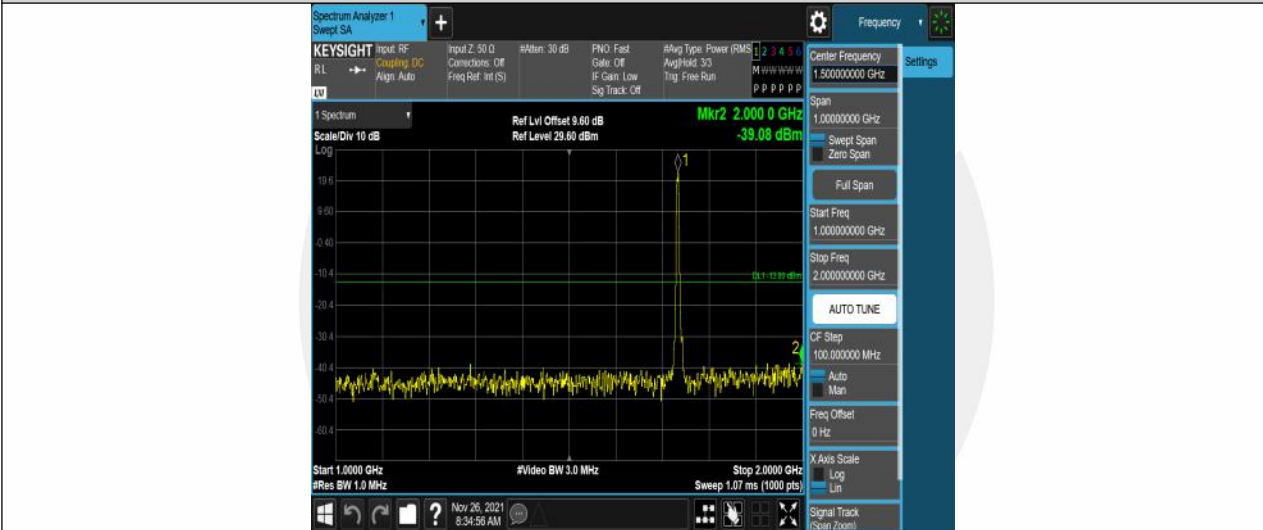 Spectrum Analyzer 1
Swept SA
+
Frequency
KEYSIGHT
Input: RF
Coupling: DC
Align: Auto
Input Z: 50 Ω
Corrections: Off
Freq Ref: Int (S)
#Atten: 30 dB
PNO: Fast
Gate: Off
IF Gain: Low
Sig Track: Off
#Avg Type: Power (RMS
Avg|Hold: 3/3
Trig: Free Run
1 2 3 4 5 6
M W W W W W
P P P P P P
RL
LV
1 Spectrum
Scale/Div 10 dB
Ref Lvl Offset 9.60 dB
Ref Level 29.60 dBm
Mkr2 2.000 0 GHz
-39.08 dBm
Log
1
19.6
9.60
-0.40
-10.4
DL1 -13.00 dBm
-20.4
-30.4
2
-40.4
-50.4
-60.4
Start 1.0000 GHz
#Video BW 3.0 MHz
Stop 2.0000 GHz
#Res BW 1.0 MHz
Sweep 1.07 ms (1000 pts)
?
Nov 26, 2021
8:34:56 AM
Center Frequency
1.500000000 GHz
Settings
Span
1.00000000 GHz
Swept Span
Zero Span
Full Span
Start Freq
1.000000000 GHz
Stop Freq
2.000000000 GHz
AUTO TUNE
CF Step
100.000000 MHz
Auto
Man
Freq Offset
0 Hz
X Axis Scale
Log
Lin
Signal Track
(Span Zoom)